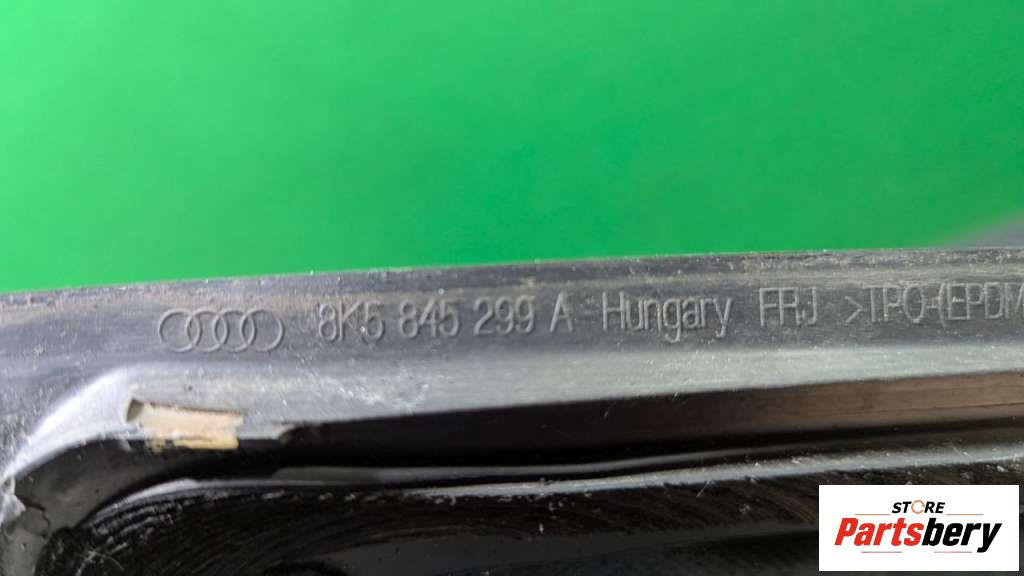 8K5 845 299 A Hungary FRJ >TPO-(EPDM
STORE
Partsbery